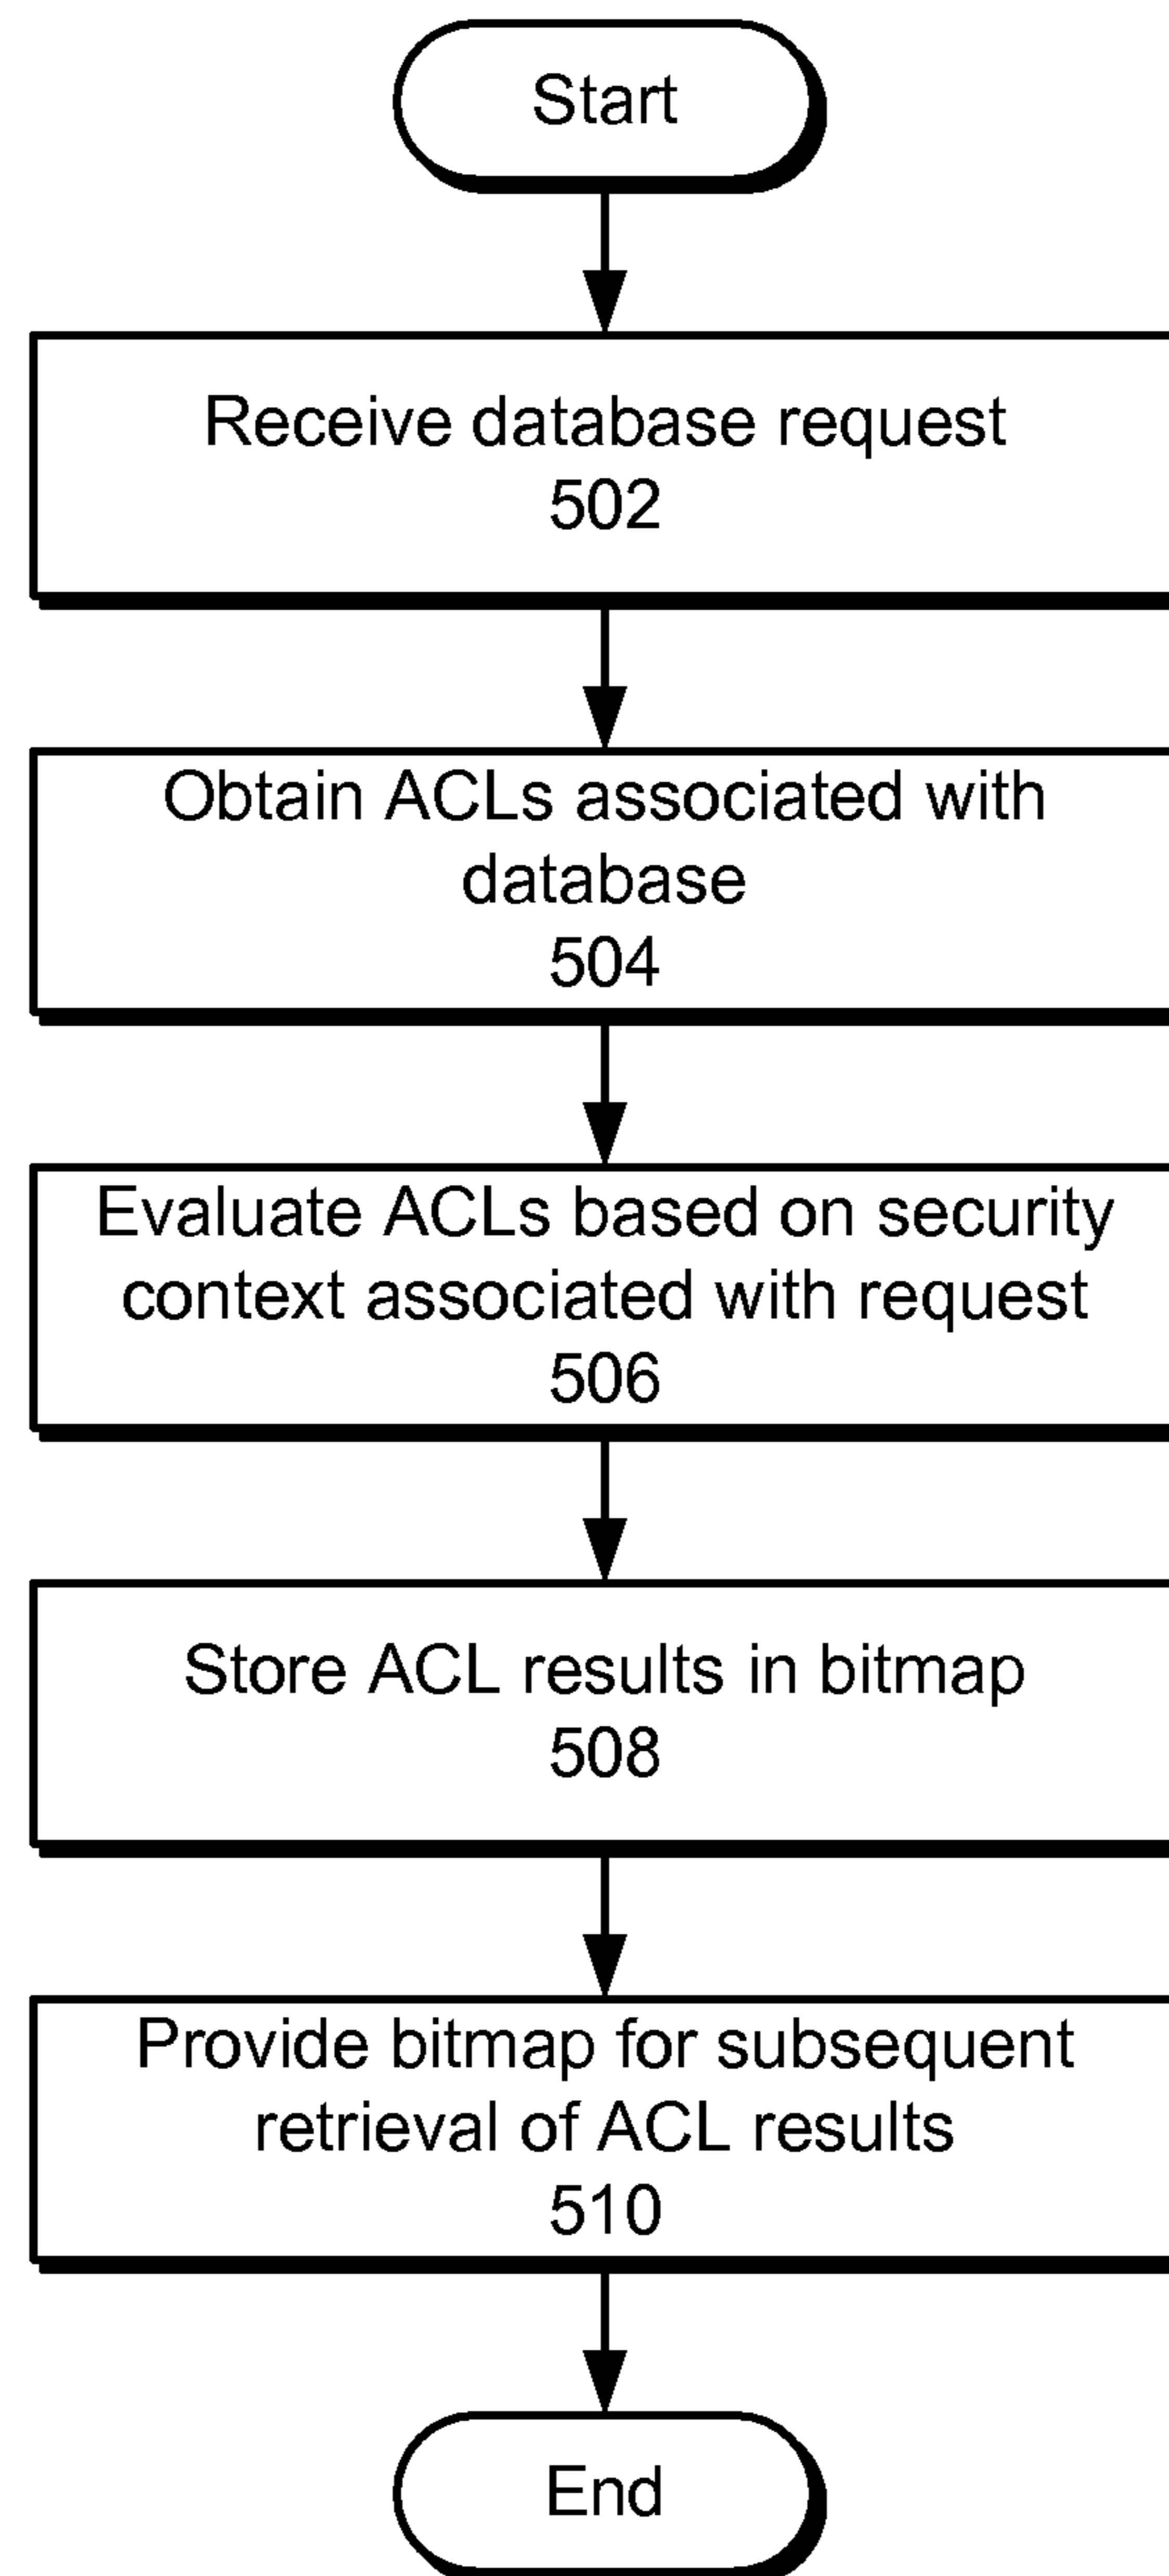 Start
Receive database request
502
Obtain ACLs associated with
database
504
Evaluate ACLs based on security
context associated with request
506
Store ACL results in bitmap
508
Provide bitmap for subsequent
retrieval of ACL results
510
End